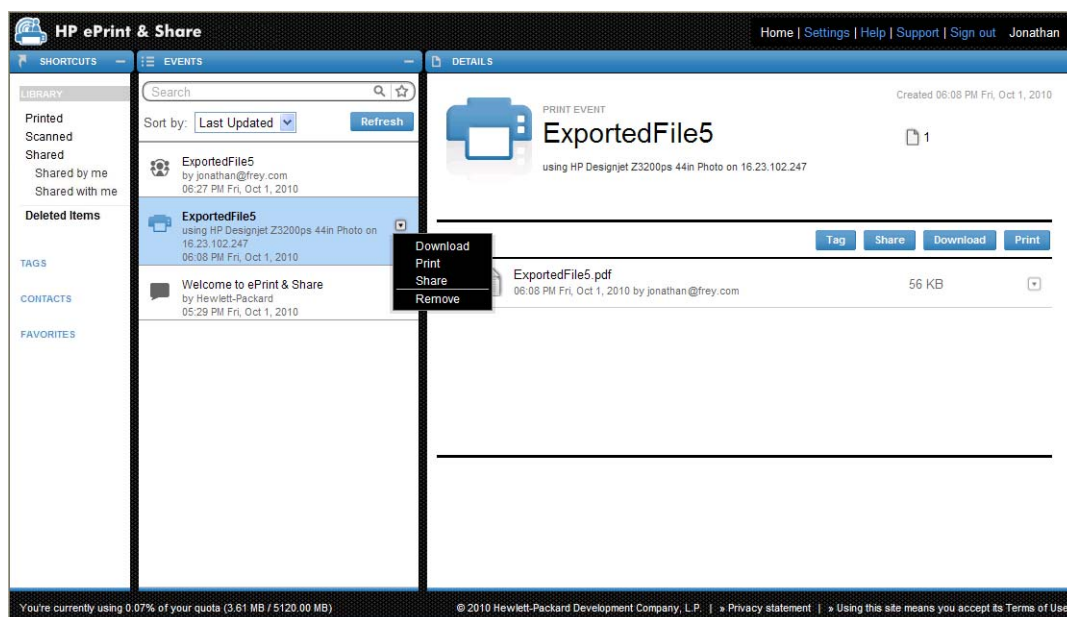 HP ePrint & Share
Home | Settings | Help | Support | Sign out Jonathan
SHORTCUTS
LIBRARY
Printed
Scanned
Shared
Shared by me
Shared with me
Deleted Items
TAGS
CONTACTS
FAVORITES
EVENTS
Search
Sort by: Last Updated Refresh
ExportedFile5
by jonathan@frey.com
06:27 PM Fri, Oct 1, 2010
ExportedFile5
using HP Designjet Z3200ps 44in Photo on
16.23.102.247
06:08 PM Fri, Oct 1, 2010
Welcome to ePrint & Share
by Hewlett-Packard
05:29 PM Fri, Oct 1, 2010
Download
Print
Share
Remove
DETAILS
Created 06:08 PM Fri, Oct 1, 2010
PRINT EVENT
ExportedFile5
1
using HP Designjet Z3200ps 44in Photo on 16.23.102.247
Tag Share Download Print
ExportedFile5.pdf
56 KB
06:08 PM Fri, Oct 1, 2010 by jonathan@frey.com
You're currently using 0.07% of your quota (3.61 MB / 5120.00 MB)
© 2010 Hewlett-Packard Development Company, L.P. | » Privacy statement | » Using this site means you accept its Terms of Use